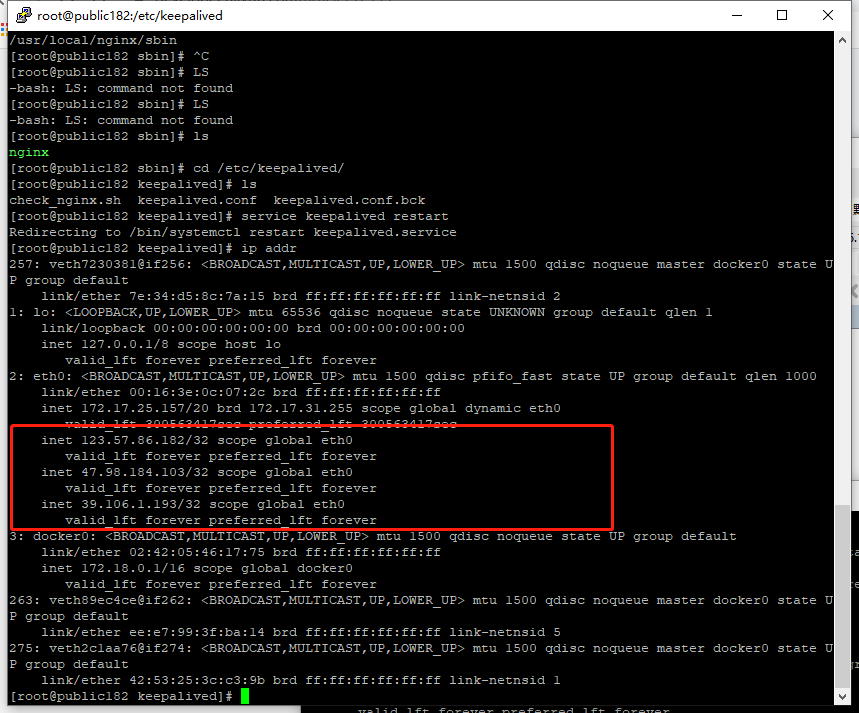 root@public182:/etc/keepalived
/usr/local/nginx/sbin
[root@public182 sbin]# ^C
[root@public182 sbin]# LS
-bash: LS: command not found
[root@public182 sbin]# LS
-bash: LS: command not found
[root@public182 sbin]# ls
nginx
[root@public182 sbin]# cd /etc/keepalived/
[root@public182 keepalived]# ls
check_nginx.sh  keepalived.conf  keepalived.conf.bck
[root@public182 keepalived]# service keepalived restart
Redirecting to /bin/systemctl restart keepalived.service
[root@public182 keepalived]# ip addr
257: veth7230381@if256: <BROADCAST,MULTICAST,UP,LOWER_UP> mtu 1500 qdisc noqueue master docker0 state U
P group default
    link/ether 7e:34:d5:8c:7a:15 brd ff:ff:ff:ff:ff:ff link-netnsid 2
1: lo: <LOOPBACK,UP,LOWER_UP> mtu 65536 qdisc noqueue state UNKNOWN group default qlen 1
    link/loopback 00:00:00:00:00:00 brd 00:00:00:00:00:00
    inet 127.0.0.1/8 scope host lo
       valid_lft forever preferred_lft forever
2: eth0: <BROADCAST,MULTICAST,UP,LOWER_UP> mtu 1500 qdisc pfifo_fast state UP group default qlen 1000
    link/ether 00:16:3e:0c:07:2c brd ff:ff:ff:ff:ff:ff
    inet 172.17.25.157/20 brd 172.17.31.255 scope global dynamic eth0
       valid_lft 300563417sec preferred_lft 300563417sec
    inet 123.57.86.182/32 scope global eth0
       valid_lft forever preferred_lft forever
    inet 47.98.184.103/32 scope global eth0
       valid_lft forever preferred_lft forever
    inet 39.106.1.193/32 scope global eth0
       valid_lft forever preferred_lft forever
3: docker0: <BROADCAST,MULTICAST,UP,LOWER_UP> mtu 1500 qdisc noqueue state UP group default
    link/ether 02:42:05:46:17:75 brd ff:ff:ff:ff:ff:ff
    inet 172.18.0.1/16 scope global docker0
       valid_lft forever preferred_lft forever
263: veth89ec4ce@if262: <BROADCAST,MULTICAST,UP,LOWER_UP> mtu 1500 qdisc noqueue master docker0 state U
P group default
    link/ether ee:e7:99:3f:ba:14 brd ff:ff:ff:ff:ff:ff link-netnsid 5
275: veth2c1aa76@if274: <BROADCAST,MULTICAST,UP,LOWER_UP> mtu 1500 qdisc noqueue master docker0 state U
P group default
    link/ether 42:53:25:3c:c3:9b brd ff:ff:ff:ff:ff:ff link-netnsid 1
[root@public182 keepalived]#
valid_lft forever preferred_lft forever